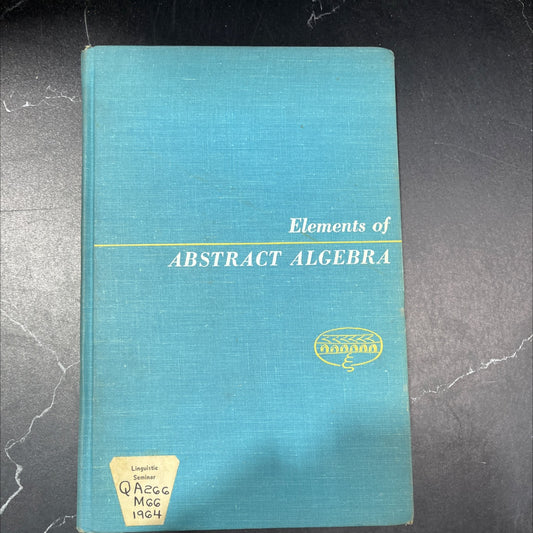 Elements of
ABSTRACT ALGEBRA
Linguistic
Seminar
QA266
M66
1964